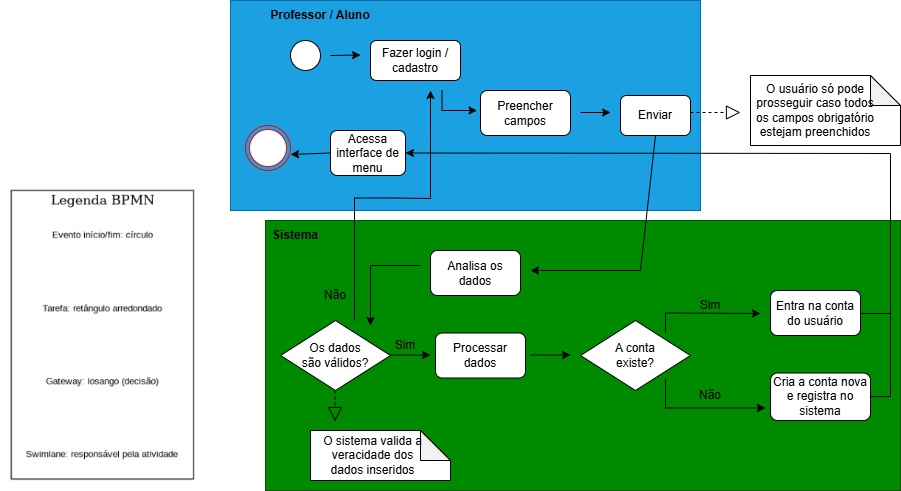 Professor / Aluno
Fazer login /
cadastro
Preencher
campos
Enviar
O usuário só pode
prosseguir caso todos
os campos obrigatório
estejam preenchidos
Acessa
interface de
menu
Legenda BPMN
Evento início/fim: círculo
Tarefa: retângulo arredondado
Gateway: losango (decisão)
Swimlane: responsável pela atividade
Sistema
Analisa os
dados
Não
Os dados
são válidos?
Sim
Processar
dados
A conta
existe?
Sim
Entra na conta
do usuário
Não
Cria a conta nova
e registra no
sistema
O sistema valida a
veracidade dos
dados inseridos